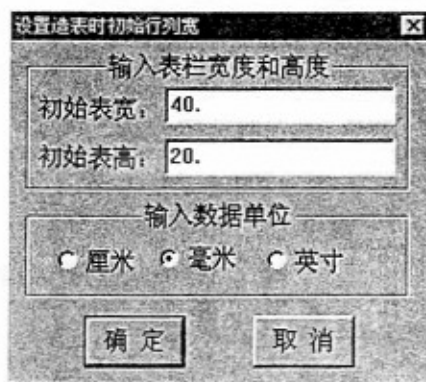 设置造表时初始行列宽
输入表栏宽度和高度
初始表宽： 40.
初始表高： 20.
输入数据单位
厘米 毫米 英寸
确 定 取 消